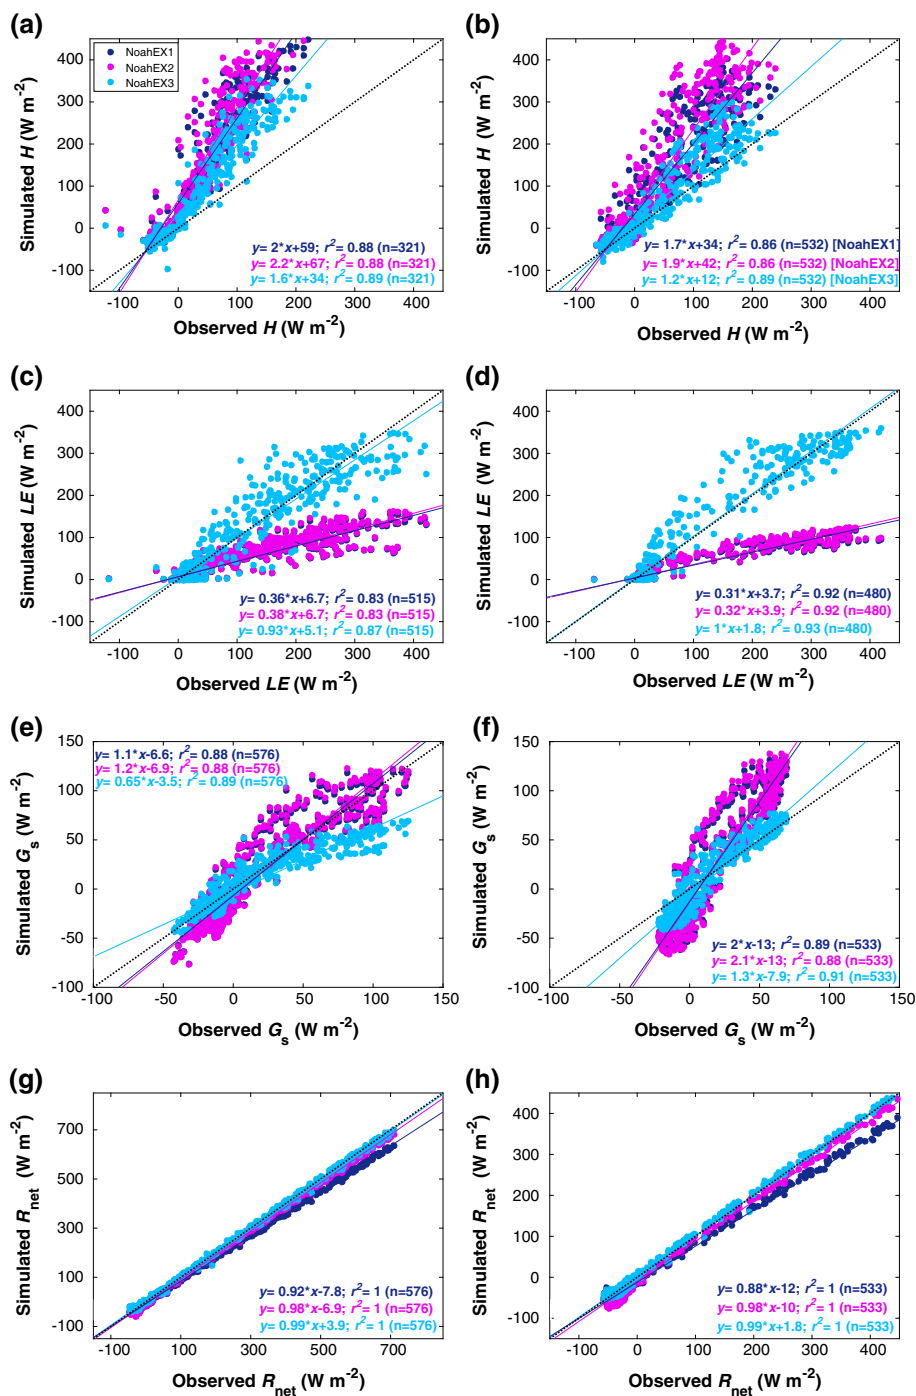 (a)
(b)
450
400
300
200
100
0
-100
Simulated H (W m-2)
NoahEX1
NoahEX2
NoahEX3
y= 2*x+59; r2= 0.88 (n=321)
y= 2.2*x+67; r2= 0.88 (n=321)
y= 1.6*x+34; r2= 0.89 (n=321)
-100 0 100 200 300 400
Observed H (W m-2)
450
400
300
200
100
0
-100
Simulated H (W m-2)
y= 1.7*x+34; r2= 0.86 (n=532) [NoahEX1]
y= 1.9*x+42; r2= 0.86 (n=532) [NoahEX2]
y= 1.2*x+12; r2= 0.89 (n=532) [NoahEX3]
-100 0 100 200 300 400
Observed H (W m-2)
(c)
(d)
400
300
200
100
0
-100
Simulated LE (W m-2)
y= 0.36*x+6.7; r2= 0.83 (n=515)
y= 0.38*x+6.7; r2= 0.83 (n=515)
y= 0.93*x+5.1; r2= 0.87 (n=515)
-100 0 100 200 300 400
Observed LE (W m-2)
400
300
200
100
0
-100
Simulated LE (W m-2)
y= 0.31*x+3.7; r2= 0.92 (n=480)
y= 0.32*x+3.9; r2= 0.92 (n=480)
y= 1*x+1.8; r2= 0.93 (n=480)
-100 0 100 200 300 400
Observed LE (W m-2)
(e)
(f)
150
100
50
0
-50
-100
Simulated Gs (W m-2)
y= 1.1*x-6.6; r2= 0.88 (n=576)
y= 1.2*x-6.9; r2= 0.88 (n=576)
y= 0.65*x-3.5; r2= 0.89 (n=576)
-100 -50 0 50 100 150
Observed Gs (W m-2)
150
100
50
0
-50
-100
Simulated Gs (W m-2)
y= 2*x-13; r2= 0.89 (n=533)
y= 2.1*x-13; r2= 0.88 (n=533)
y= 1.3*x-7.9; r2= 0.91 (n=533)
-100 -50 0 50 100 150
Observed Gs (W m-2)
(g)
(h)
700
500
300
100
-100
Simulated Rnet (W m-2)
y= 0.92*x-7.8; r2= 1 (n=576)
y= 0.98*x-6.9; r2= 1 (n=576)
y= 0.99*x+3.9; r2= 1 (n=576)
-100 100 300 500 700
Observed Rnet (W m-2)
400
300
200
100
0
-100
Simulated Rnet (W m-2)
y= 0.88*x-12; r2= 1 (n=533)
y= 0.98*x-10; r2= 1 (n=533)
y= 0.99*x+1.8; r2= 1 (n=533)
-100 0 100 200 300 400
Observed Rnet (W m-2)